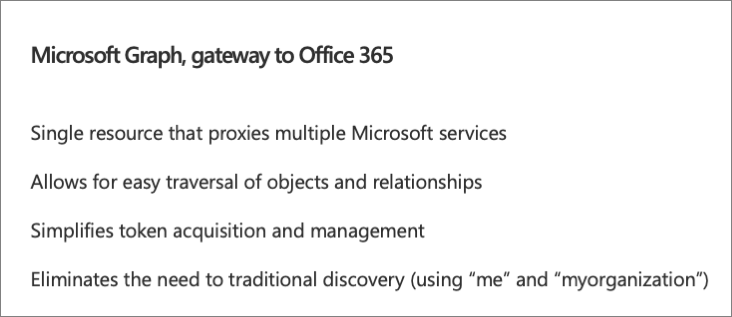 Microsoft Graph, gateway to Office 365
Single resource that proxies multiple Microsoft services
Allows for easy traversal of objects and relationships
Simplifies token acquisition and management
Eliminates the need to traditional discovery (using “me” and “myorganization”)